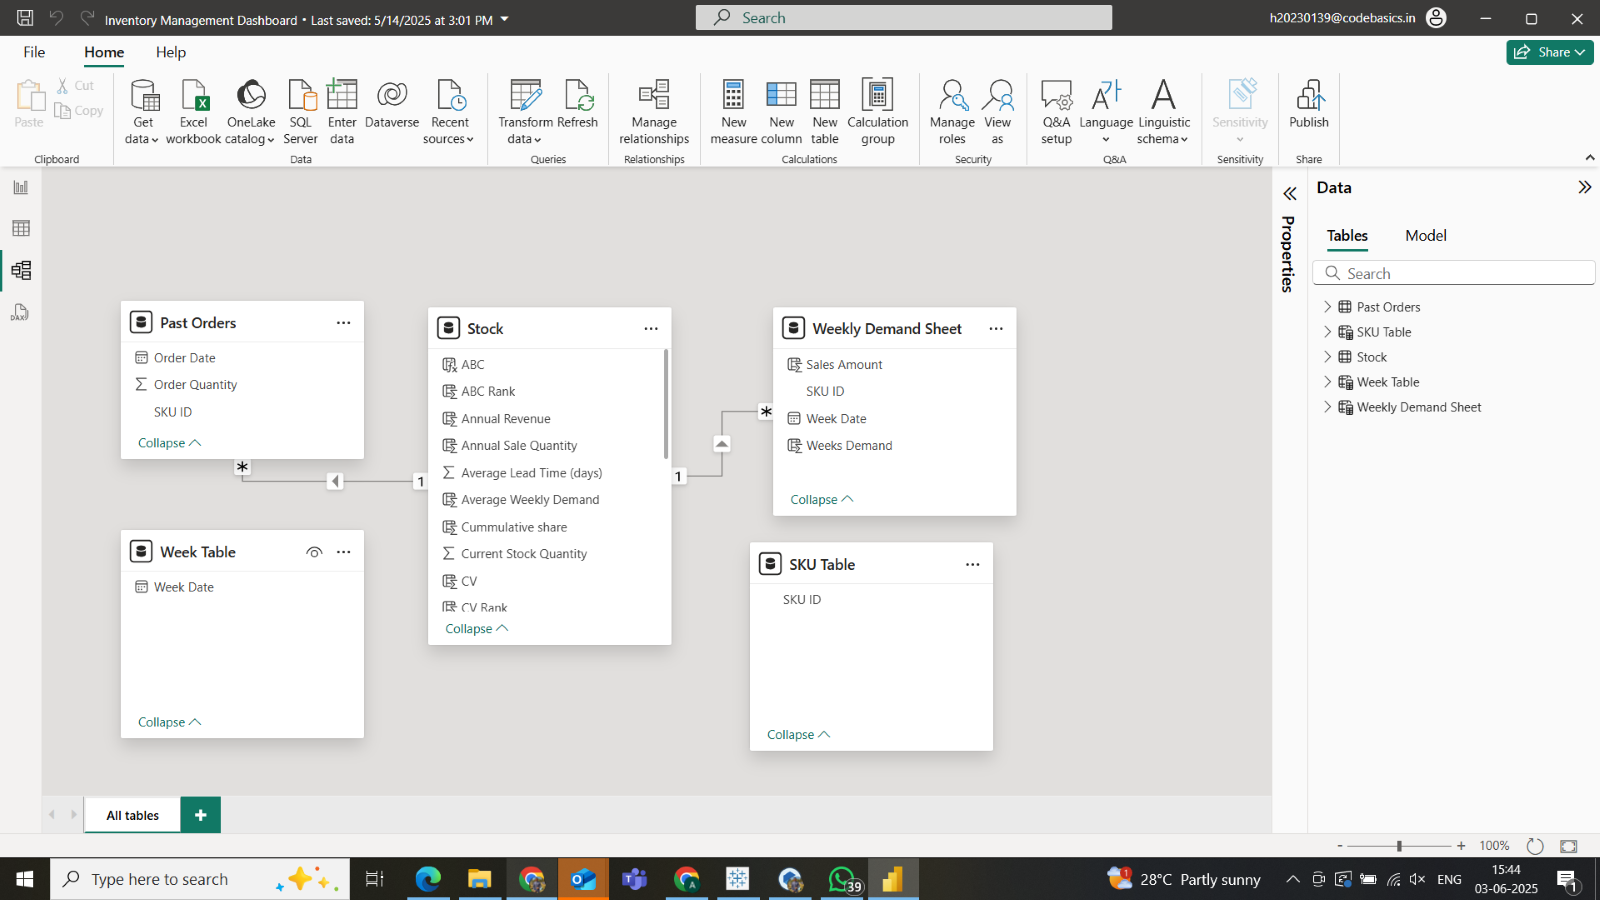 Inventory Management Dashboard • Last saved: 5/14/2025 at 3:01 PM
Search
h20230139@codebasics.in
File
Home
Help
Share
Paste
Cut
Copy
Clipboard
Get data
Excel workbook
OneLake catalog
SQL Server
Enter data
Dataverse
Recent sources
Data
Transform data
Refresh
Queries
Manage relationships
Relationships
New measure
New column
New table
Calculation group
Calculations
Manage roles
View as
Security
Q&A setup
Language
Linguistic schema
Q&A
Sensitivity
Sensitivity
Publish
Share
Past Orders
Order Date
Order Quantity
SKU ID
Collapse
*
1
Week Table
Week Date
Collapse
Stock
ABC
ABC Rank
Annual Revenue
Annual Sale Quantity
Average Lead Time (days)
Average Weekly Demand
Cummulative share
Current Stock Quantity
CV
CV Rank
Collapse
1
*
Weekly Demand Sheet
Sales Amount
SKU ID
Week Date
Weeks Demand
Collapse
SKU Table
SKU ID
Collapse
Properties
Data
Tables
Model
Search
Past Orders
SKU Table
Stock
Week Table
Weekly Demand Sheet
DAX
All tables
+
- + 100%
Type here to search
39
1
28°C Partly sunny
ENG
15:44
03-06-2025
1